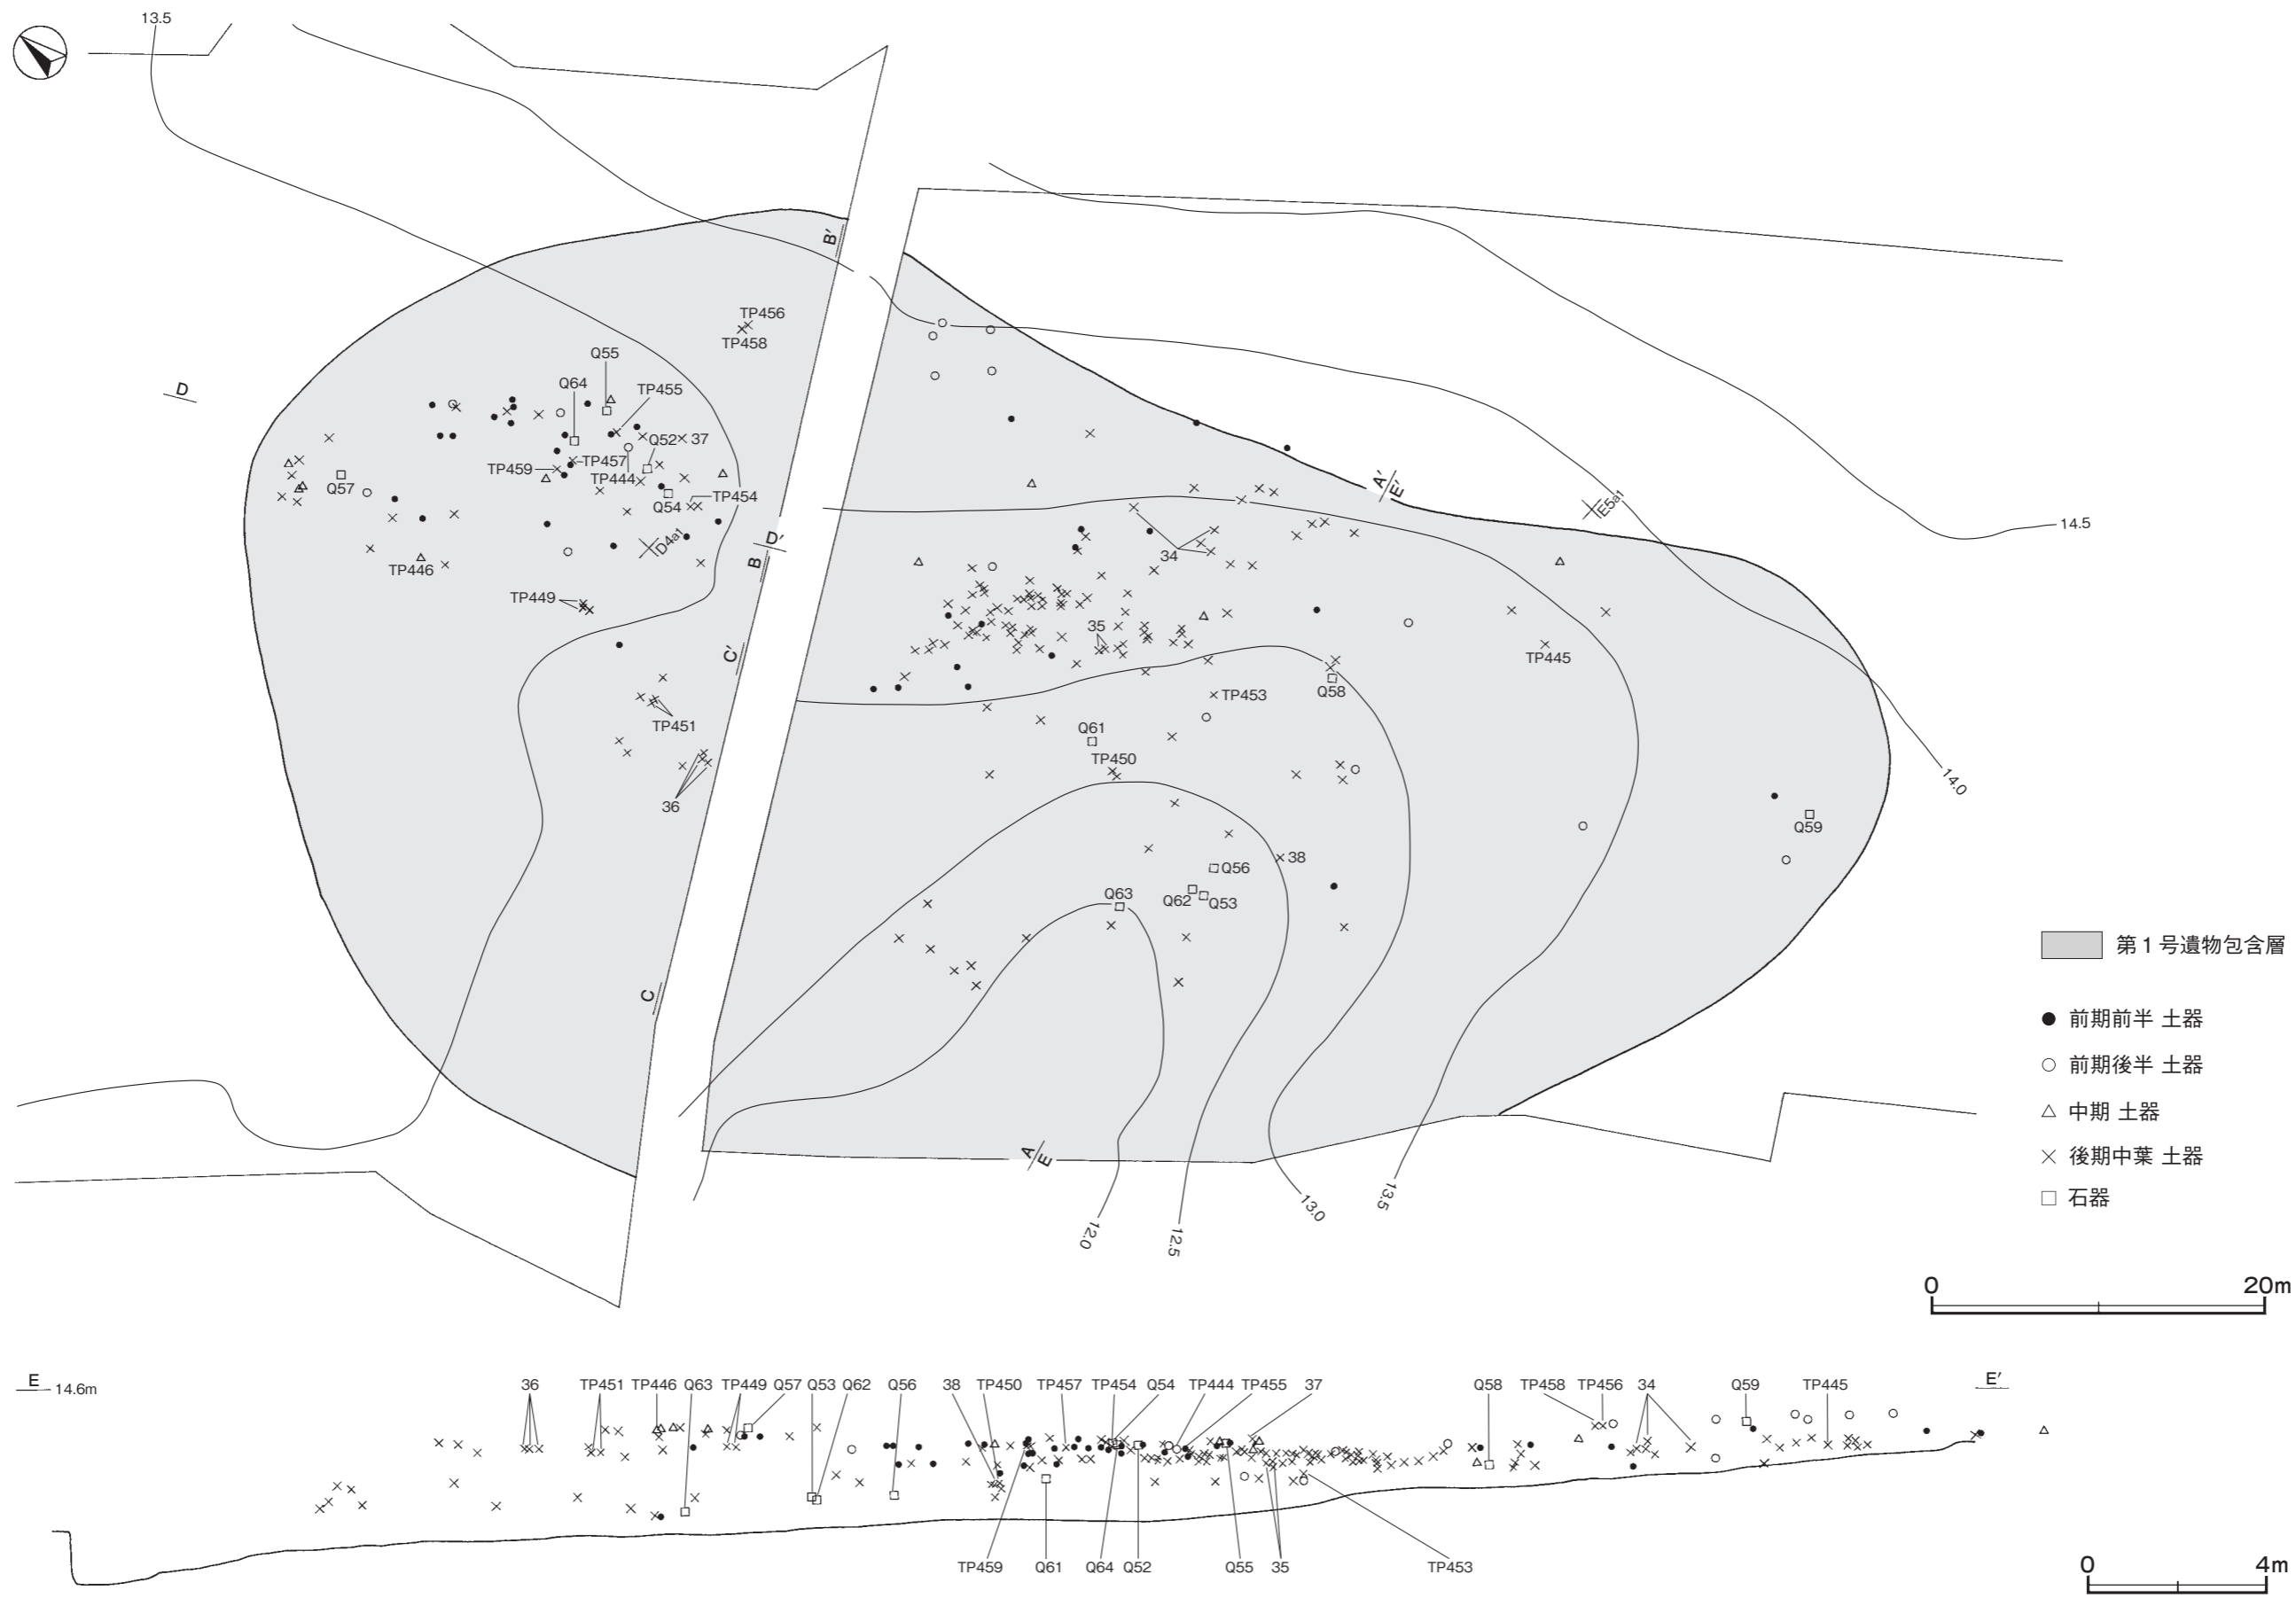 13.5
B′
D
TP456
TP458
Q55
Q64
TP455
Q52
37
TP459
TP457
TP444
Q57
Q54
TP454
A′
E′
E5a1
14.5
D4a1
D′
B
34
TP446
TP449
35
C′
TP445
TP451
TP453
Q58
Q61
TP450
36
14.0
Q59
38
Q56
Q63
Q62
Q53
C
第1号遺物包含層
前期前半 土器
前期後半 土器
中期 土器
後期中葉 土器
石器
A
E
12.0
12.5
13.0
13.5
0 20m
E 14.6m
36 TP451 TP446 Q63 TP449 Q57 Q53 Q62 Q56 38 TP450 TP457 TP454 Q54 TP444 TP455 37 Q58 TP458 TP456 34 Q59 TP445 E′
TP459 Q61 Q64 Q52 Q55 35 TP453
0 4m